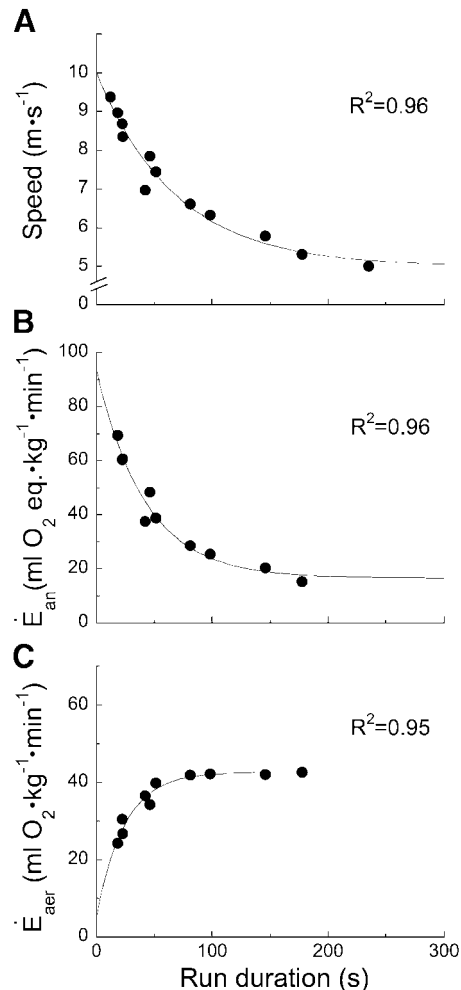 A
Speed (m•s⁻¹)
10
9
8
7
6
5
0
R²=0.96
B
Ėan (ml O₂ eq.•kg⁻¹•min⁻¹)
100
80
60
40
20
0
R²=0.96
C
Ėaer (ml O₂•kg⁻¹•min⁻¹)
60
40
20
0
R²=0.95
0 100 200 300
Run duration (s)